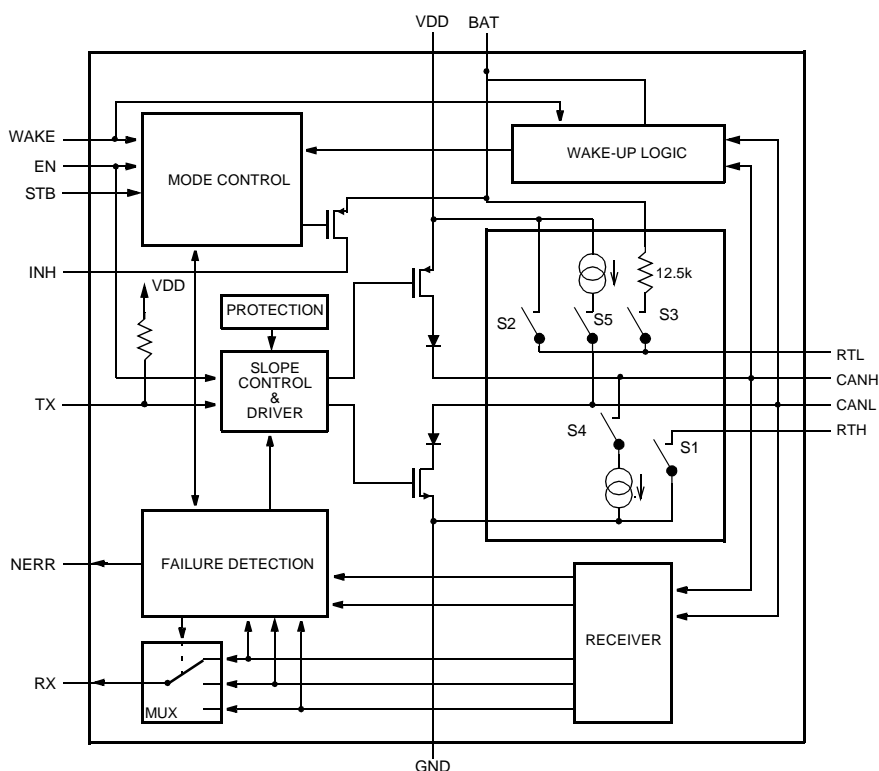 VDD BAT
WAKE
EN
STB
MODE CONTROL
WAKE-UP LOGIC
INH
VDD
12.5k
PROTECTION
S2
S5
S3
SLOPE
CONTROL
&
DRIVER
RTL
CANH
TX
CANL
S4
S1
RTH
NERR
FAILURE DETECTION
RECEIVER
RX
MUX
GND